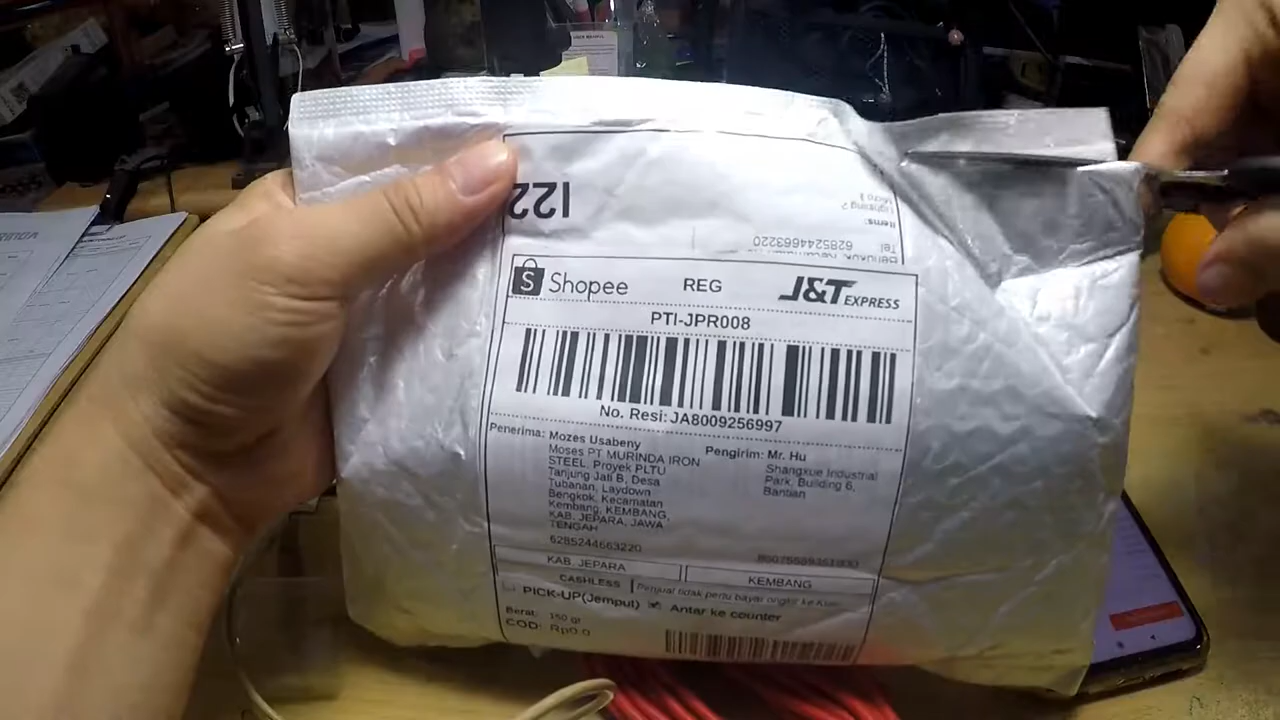 I22
Items:
Tel: 6285244663220
Shopee
REG
J&T EXPRESS
PTI-JPR008
No. Resi: JA8009256997
Penerima: Mozes Usabeny
Moses PT MURINDA IRON
STEEL, Proyek PLTU
Tanjung Jati B, Desa
Tubanan, Laydown
Bengkok, Kecamatan
Kembang, KEMBANG,
KAB. JEPARA, JAWA
TENGAH
6285244663220
Pengirim: Mr. Hu
Shangxue Industrial
Park, Building 6,
Bantian
KAB. JEPARA
KEMBANG
CASHLESS
Penjual tidak perlu bayar ongkir ke
PICK-UP(Jemput)
Antar ke counter
Berat: 150 gr
COD: Rp0.0